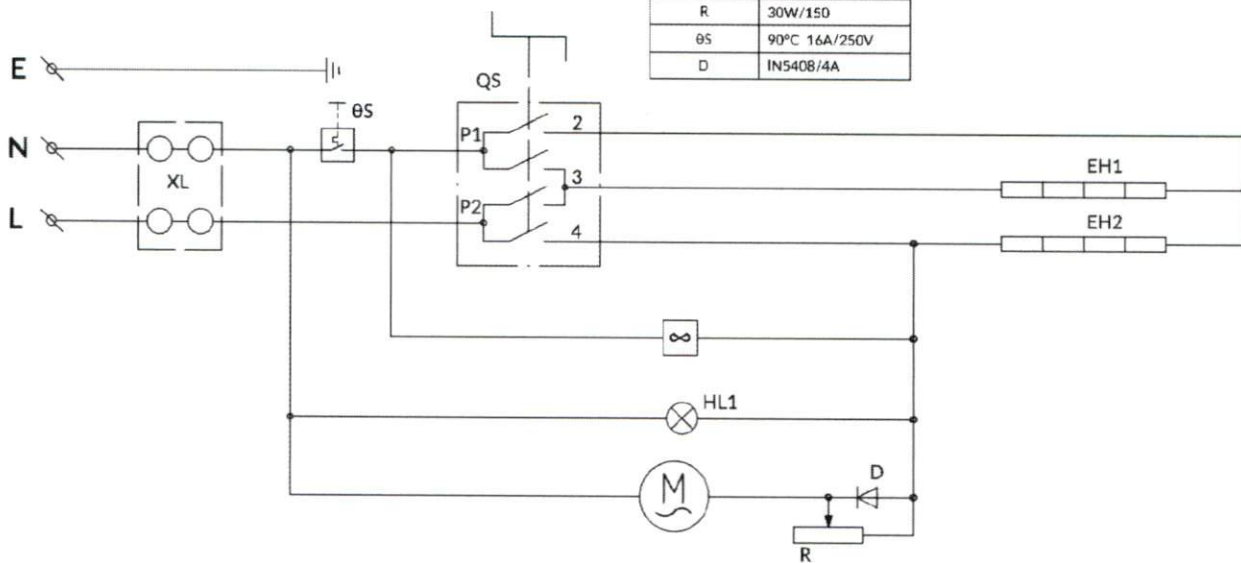 R 30W/150
θS 90°C 16A/250V
D IN5408/4A
E
QS
θS
N
P1 2
XL
3
EH1
L
P2
4
EH2
∞
HL1
M
D
R